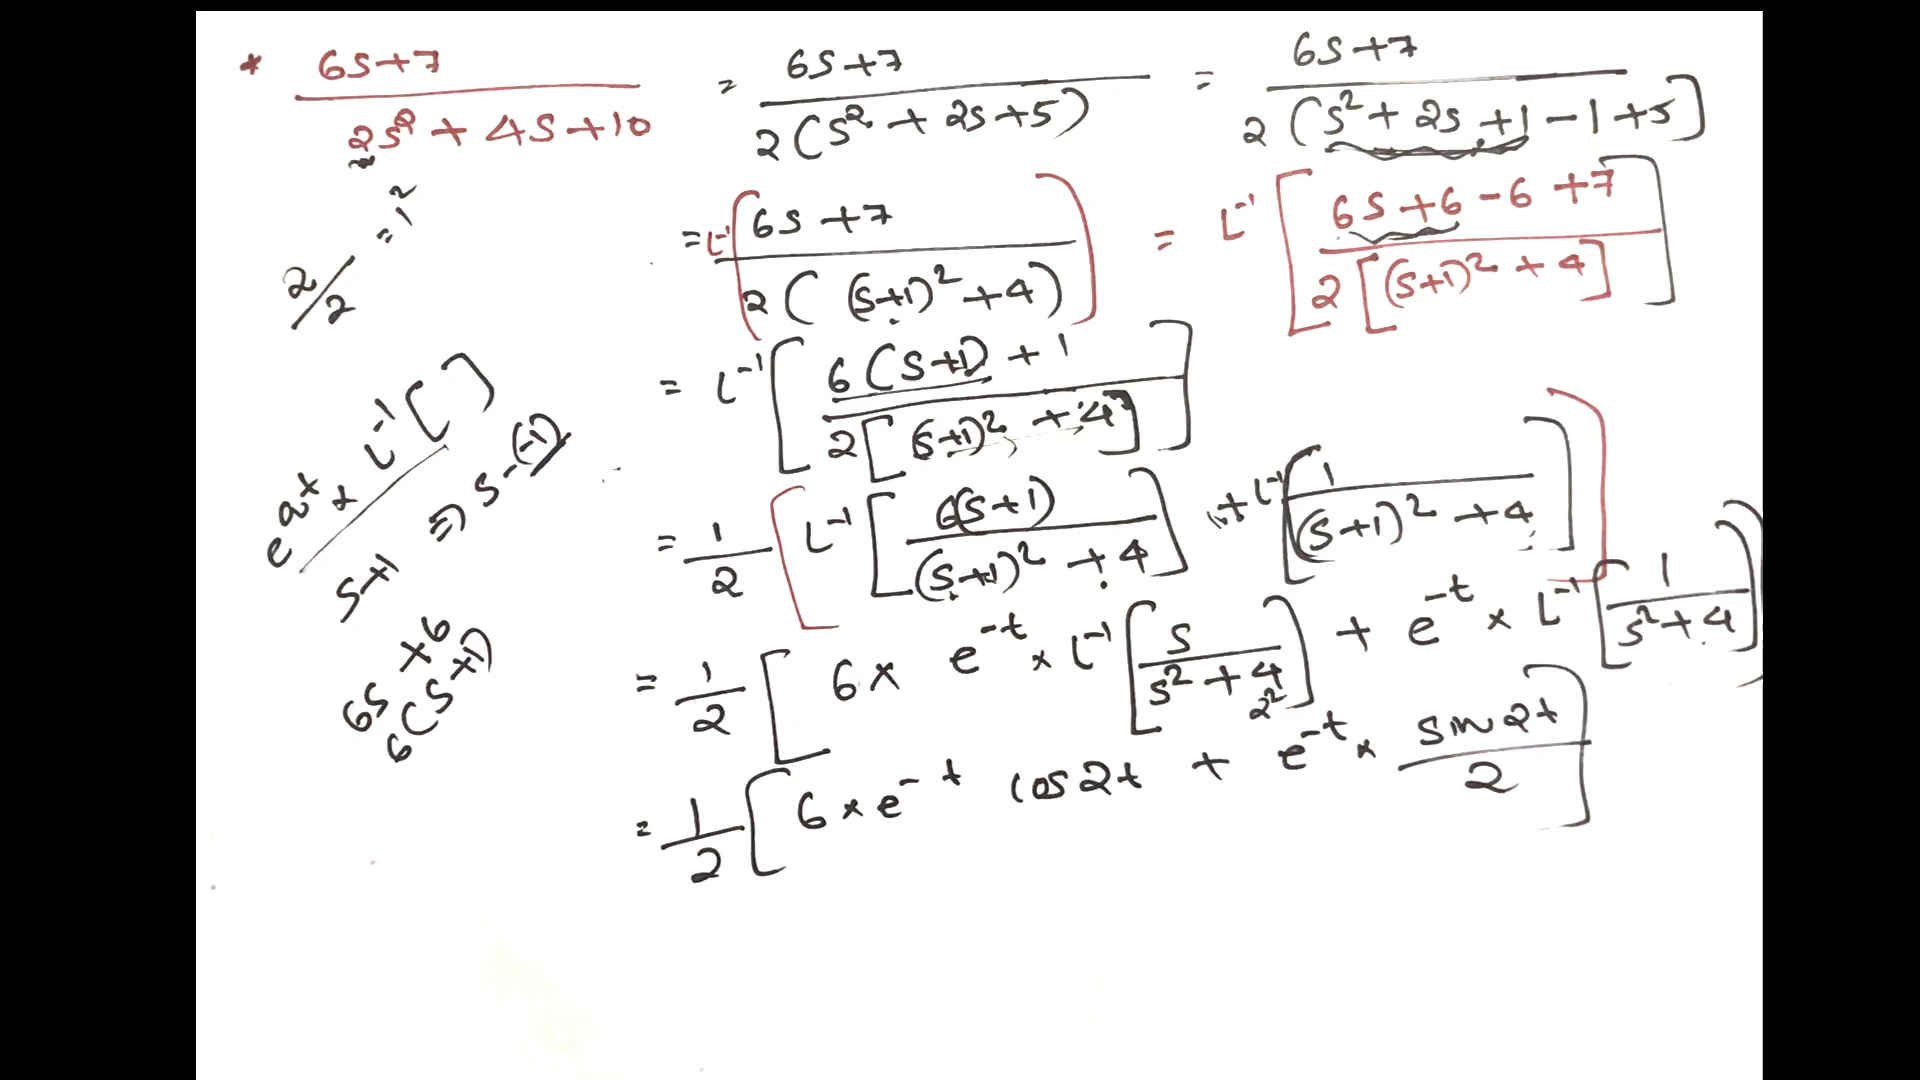 * 6s+7 / 2s² + 4s + 10 = 6s+7 / 2(s² + 2s + 5) = 6s+7 / 2(s² + 2s + 1 - 1 + 5]
2/2 = 1²
= L⁻¹ ( 6s + 7 / 2( (s+1)² + 4) ) = L⁻¹ [ 6s + 6 - 6 + 7 / 2[(s+1)² + 4] ]
= L⁻¹ [ 6(s+1) + 1 / 2[(s+1)² + 4] ]
e^at × L⁻¹ [ ]
s+1 ⇒ s-(-1)
= 1/2 [ L⁻¹ [ 6(s+1) / (s+1)² + 4 ] + L⁻¹ [ 1 / (s+1)² + 4 ] ]
6s + 6
6(s+1)
= 1/2 [ 6 × e^-t × L⁻¹ [ s / s² + 4 ] + e^-t × L⁻¹ [ 1 / s² + 4 ] ]
2²
= 1/2 [ 6 × e^-t cos 2t + e^-t × sin 2t / 2 ]